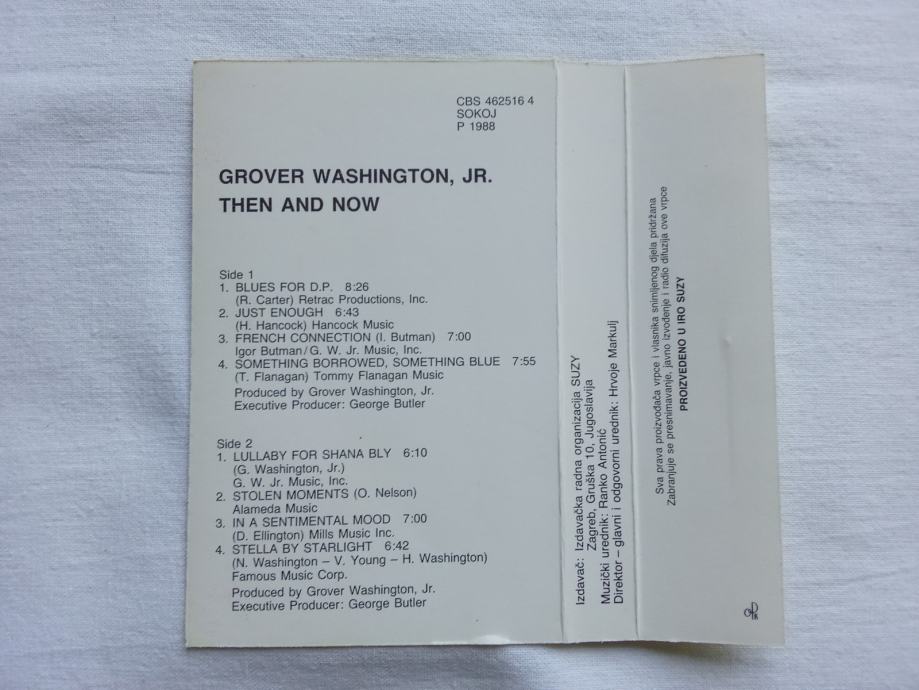 CBS 462516 4
SOKOJ
P 1988
GROVER WASHINGTON, JR.
THEN AND NOW
Side 1
1. BLUES FOR D.P. 8:26
(R. Carter) Retrac Productions, Inc.
2. JUST ENOUGH 6:43
(H. Hancock) Hancock Music
3. FRENCH CONNECTION (I. Butman) 7:00
Igor Butman/G. W. Jr. Music, Inc.
4. SOMETHING BORROWED, SOMETHING BLUE 7:55
(T. Flanagan) Tommy Flanagan Music
Produced by Grover Washington, Jr.
Executive Producer: George Butler
Side 2
1. LULLABY FOR SHANA BLY 6:10
(G. Washington, Jr.)
G. W. Jr. Music, Inc.
2. STOLEN MOMENTS (O. Nelson)
Alameda Music
3. IN A SENTIMENTAL MOOD 7:00
(D. Ellington) Mills Music Inc.
4. STELLA BY STARLIGHT 6:42
(N. Washington – V. Young – H. Washington)
Famous Music Corp.
Produced by Grover Washington, Jr.
Executive Producer: George Butler
Izdavač: Izdavačka radna organizacija SUZY
Zagreb, Gruška 10, Jugoslavija
Muzički urednik: Ranko Antonić
Direktor – glavni i odgovorni urednik: Hrvoje Markulj
Sva prava proizvođača vrpce i vlasnika snimljenog djela pridržana
Zabranjuje se presnimavanje, javno izvođenje i radio difuzija ove vrpce
PROIZVEDENO U IRO SUZY